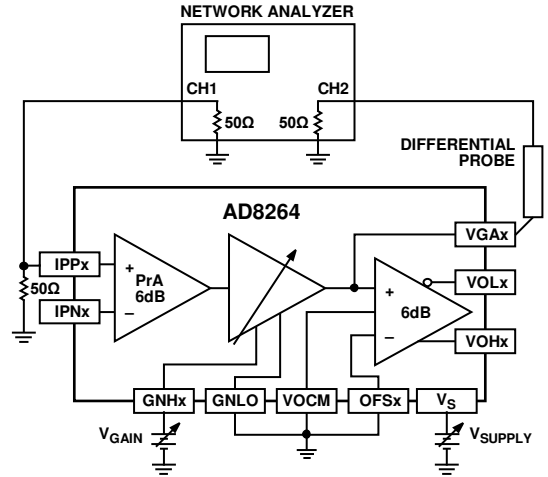 NETWORK ANALYZER
CH1
CH2
50Ω
50Ω
DIFFERENTIAL
PROBE
AD8264
VGAx
IPPx
+
PrA
6dB
–
50Ω
IPNx
+
6dB
–
VOLx
VOHx
GNHx
GNLO
VOCM
OFSx
VS
VGAIN
VSUPPLY